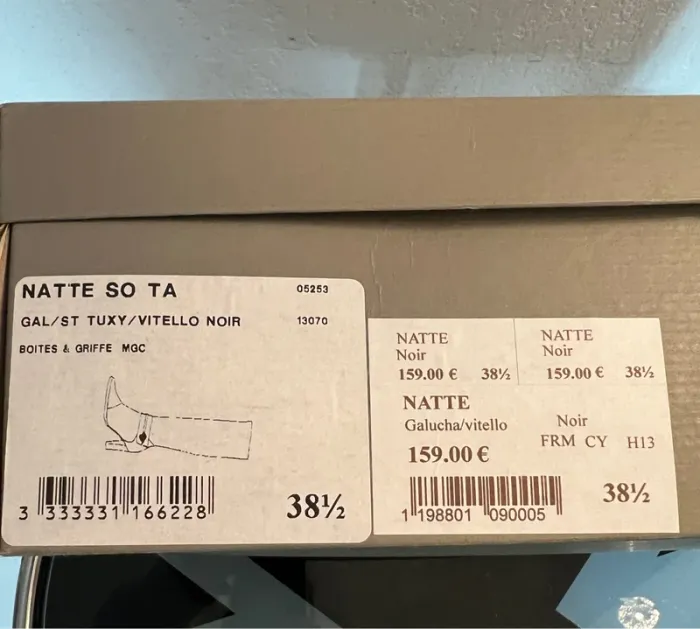 NATTE SO TA 05253
GAL/ST TUXY/VITELLO NOIR 13070
BOITES & GRIFFE MGC
3 333331 166228
38½
NATTE
Noir
159.00 € 38½
NATTE
Noir
159.00 € 38½
NATTE
Galucha/vitello
159.00 €
Noir
FRM CY H13
1 198801 090005
38½